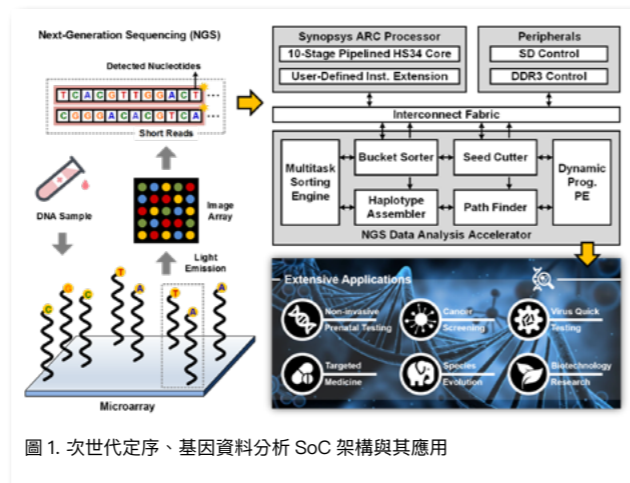 Next-Generation Sequencing (NGS)
Detected Nucleotides
T C A C G T T G G A C T ...
C G G G A C A C G T C A ...
Short Reads
DNA Sample
Image
Array
Light
Emission
C G C T A T A A
Microarray
Synopsys ARC Processor
10-Stage Pipelined HS34 Core
User-Defined Inst. Extension
Peripherals
SD Control
DDR3 Control
Interconnect Fabric
Multitask
Sorting
Engine
Bucket Sorter
Seed Cutter
Haplotype
Assembler
Path Finder
Dynamic
Prog.
PE
NGS Data Analysis Accelerator
Extensive Applications
Non-invasive
Prenatal Testing
Cancer
Screening
Virus Quick
Testing
Targeted
Medicine
Species
Evolution
Biotechnology
Research
圖 1. 次世代定序、基因資料分析 SoC 架構與其應用